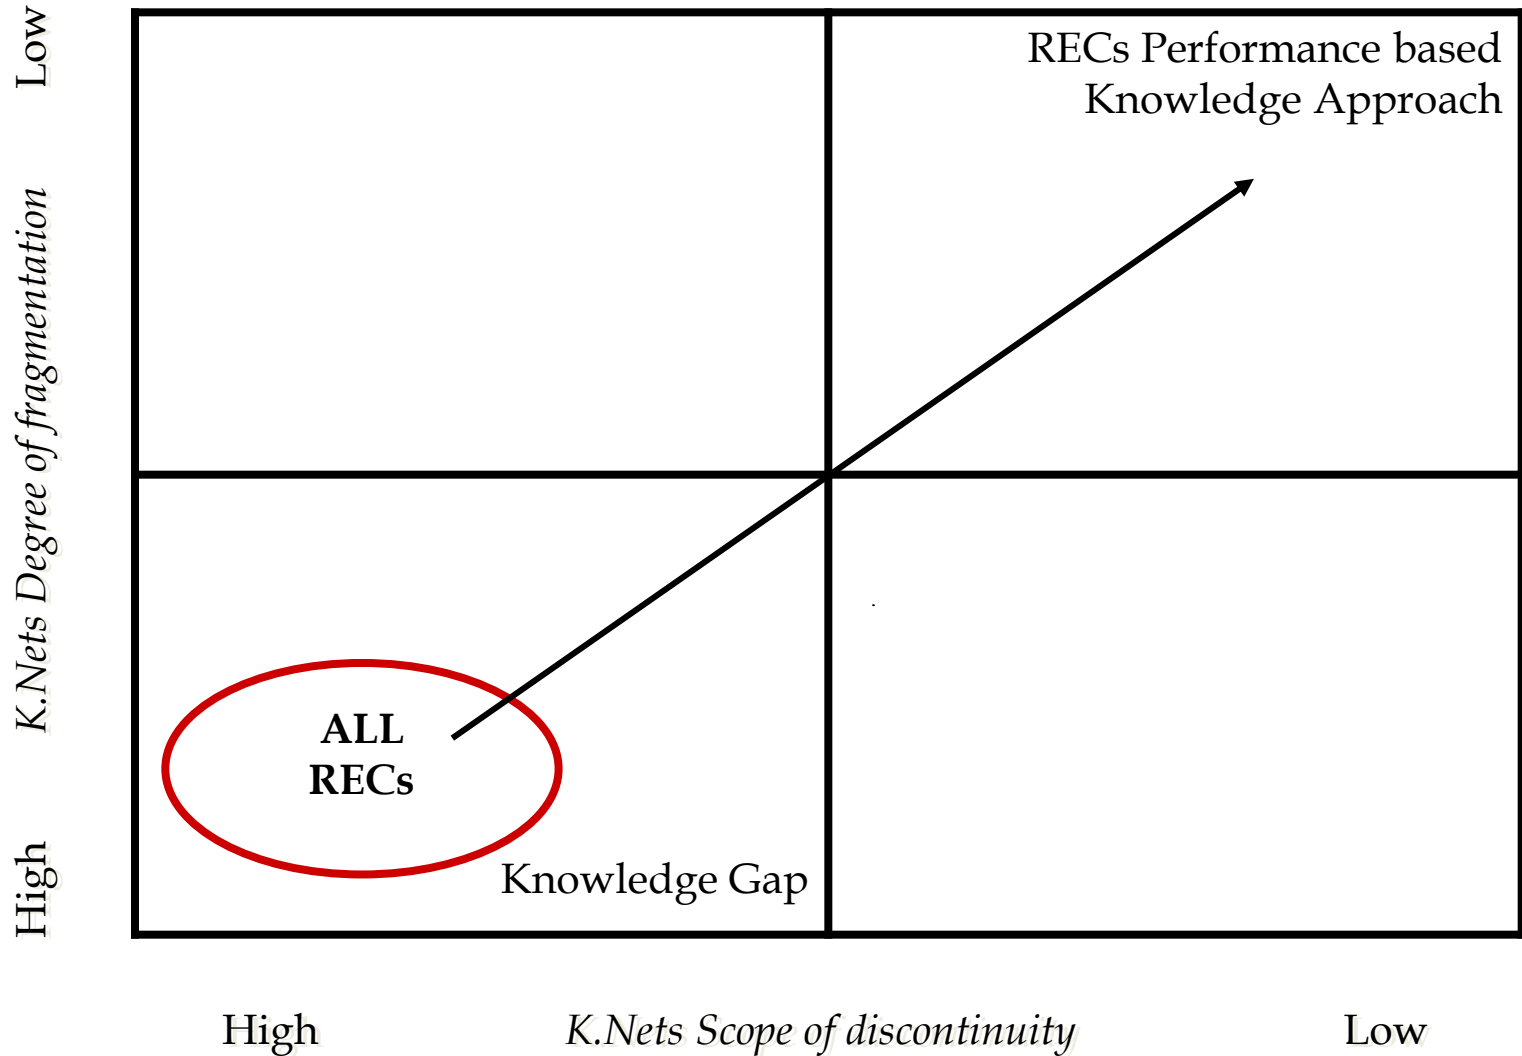 Low
K.Nets Degree of fragmentation
High
RECs Performance based
Knowledge Approach
ALL
RECs
Knowledge Gap
High
K.Nets Scope of discontinuity
Low